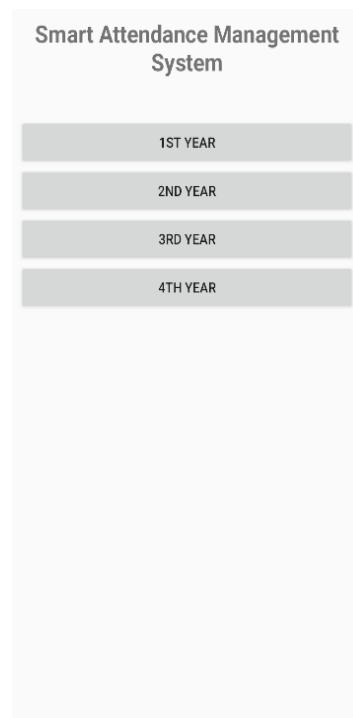 Smart Attendance Management
System
1ST YEAR
2ND YEAR
3RD YEAR
4TH YEAR